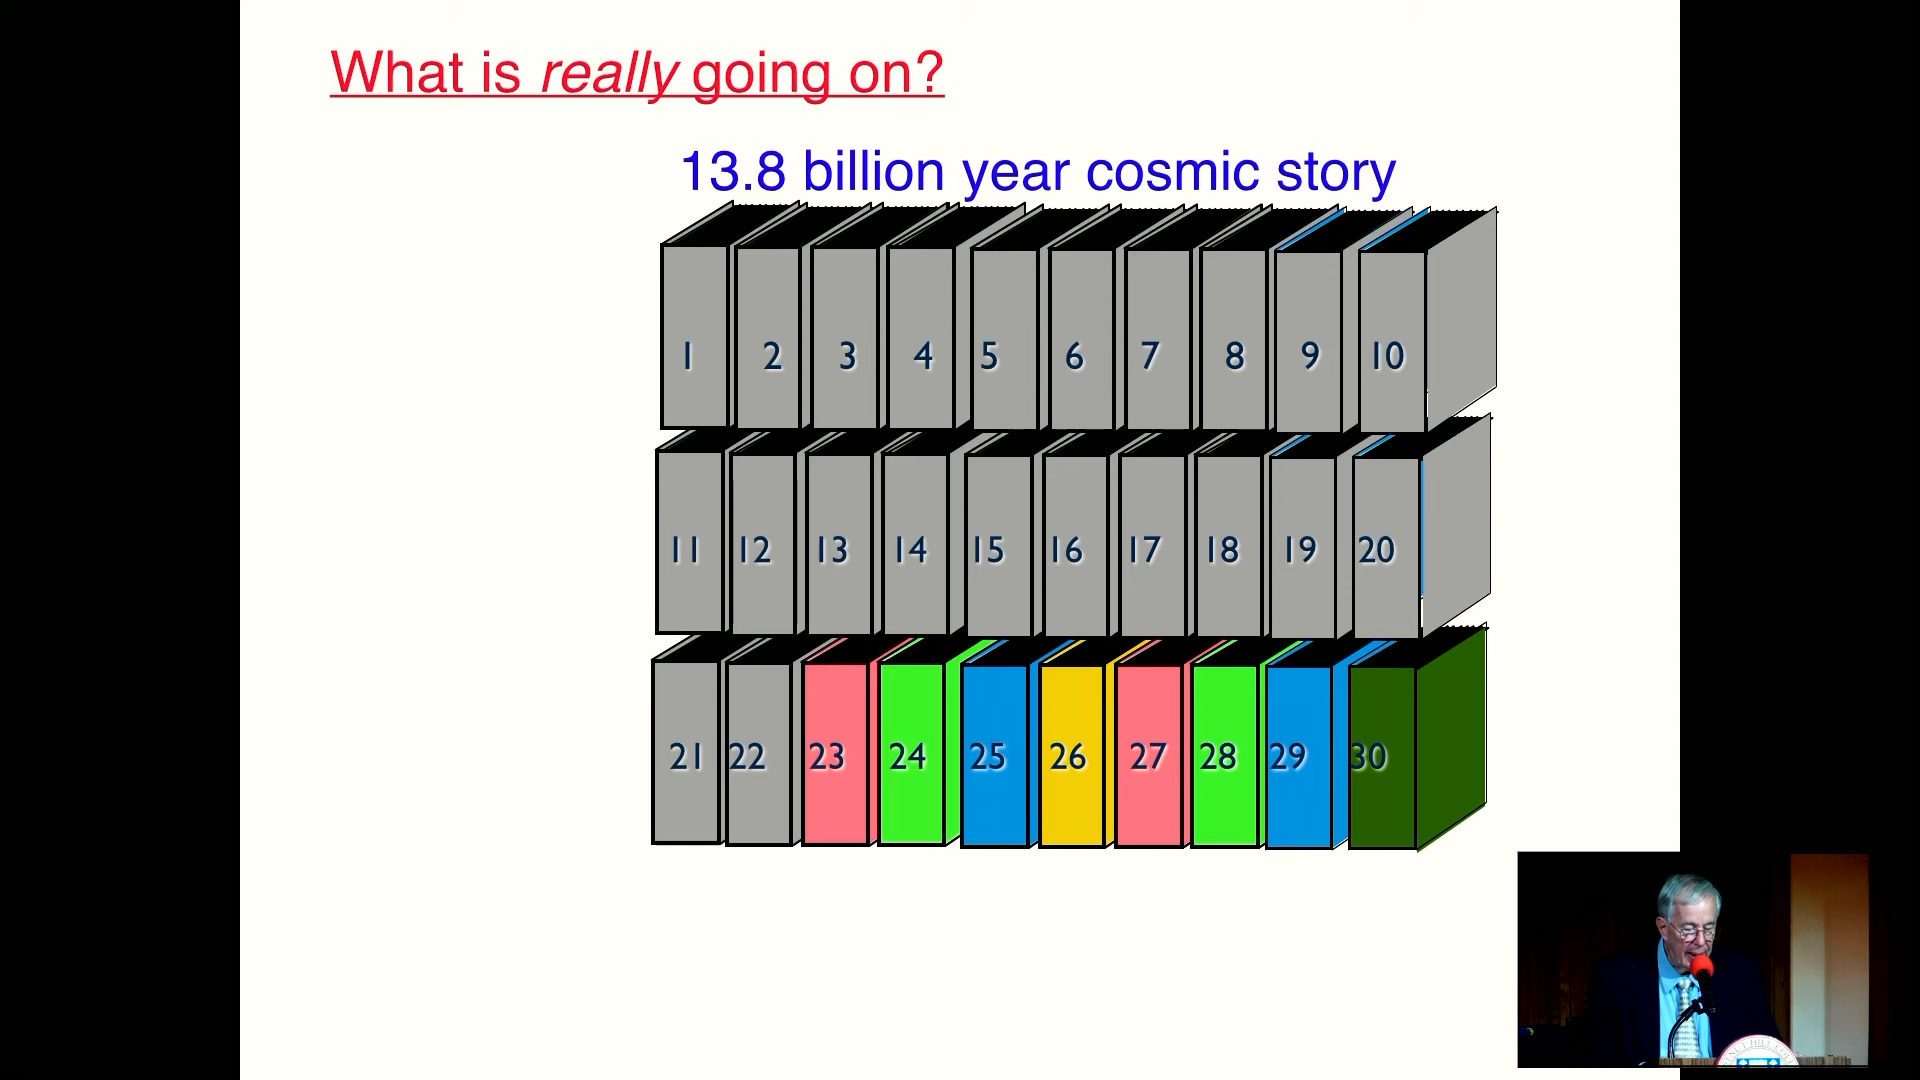 What is really going on?
13.8 billion year cosmic story
1 2 3 4 5 6 7 8 9 10
11 12 13 14 15 16 17 18 19 20
21 22 23 24 25 26 27 28 29 30
HILL